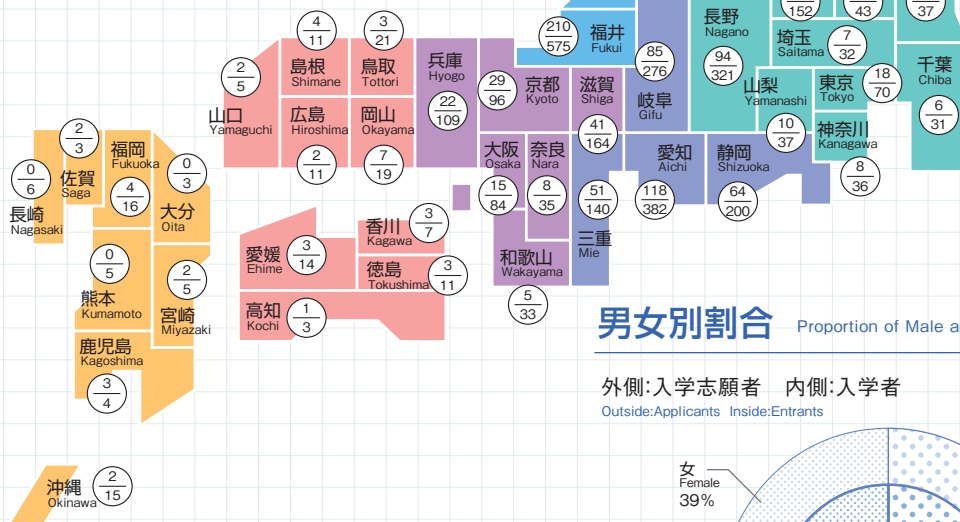 152
43
37
長野
Nagano
94
321
埼玉
Saitama
7
32
千葉
Chiba
6
31
210
575
福井
Fukui
85
276
岐阜
Gifu
山梨
Yamanashi
10
37
東京
Tokyo
18
70
神奈川
Kanagawa
8
36
4
11
島根
Shimane
3
21
鳥取
Tottori
兵庫
Hyogo
22
109
29
96
京都
Kyoto
滋賀
Shiga
41
164
2
5
山口
Yamaguchi
広島
Hiroshima
2
11
岡山
Okayama
7
19
大阪
Osaka
15
84
奈良
Nara
8
35
愛知
Aichi
118
382
静岡
Shizuoka
64
200
51
140
三重
Mie
和歌山
Wakayama
5
33
2
3
佐賀
Saga
福岡
Fukuoka
4
16
0
3
大分
Oita
0
6
長崎
Nagasaki
0
5
熊本
Kumamoto
2
5
宮崎
Miyazaki
鹿児島
Kagoshima
3
4
香川
Kagawa
3
7
愛媛
Ehime
3
14
徳島
Tokushima
3
11
高知
Kochi
1
3
沖縄
Okinawa
2
15
男女別割合 Proportion of Male a
外側:入学志願者 内側:入学者
Outside:Applicants Inside:Entrants
女
Female
39%